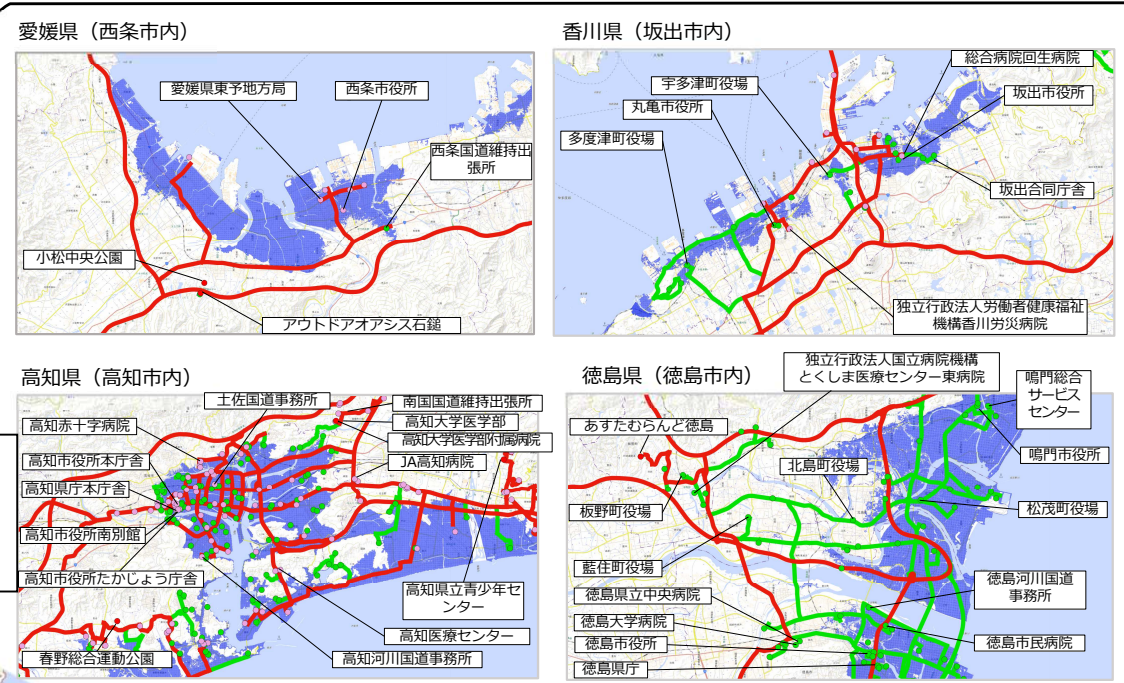 愛媛県（西条市内）
愛媛県東予地方局
西条市役所
西条国道維持出
張所
小松中央公園
アウトドアオアシス石鎚
香川県（坂出市内）
総合病院回生病院
宇多津町役場
坂出市役所
丸亀市役所
多度津町役場
坂出合同庁舎
独立行政法人労働者健康福祉
機構香川労災病院
高知県（高知市内）
土佐国道事務所
南国国道維持出張所
高知赤十字病院
高知大学医学部
高知大学医学部附属病院
高知市役所本庁舎
JA高知病院
高知県庁本庁舎
高知市役所南別館
高知市役所たかじょう庁舎
高知県立青少年セ
ンター
高知医療センター
春野総合運動公園
高知河川国道事務所
徳島県（徳島市内）
独立行政法人国立病院機構
とくしま医療センター東病院
鳴門総合
サービス
センター
あすたむらんど徳島
北島町役場
鳴門市役所
板野町役場
松茂町役場
藍住町役場
徳島県立中央病院
徳島河川国道
事務所
徳島大学病院
徳島市役所
徳島市民病院
徳島県庁